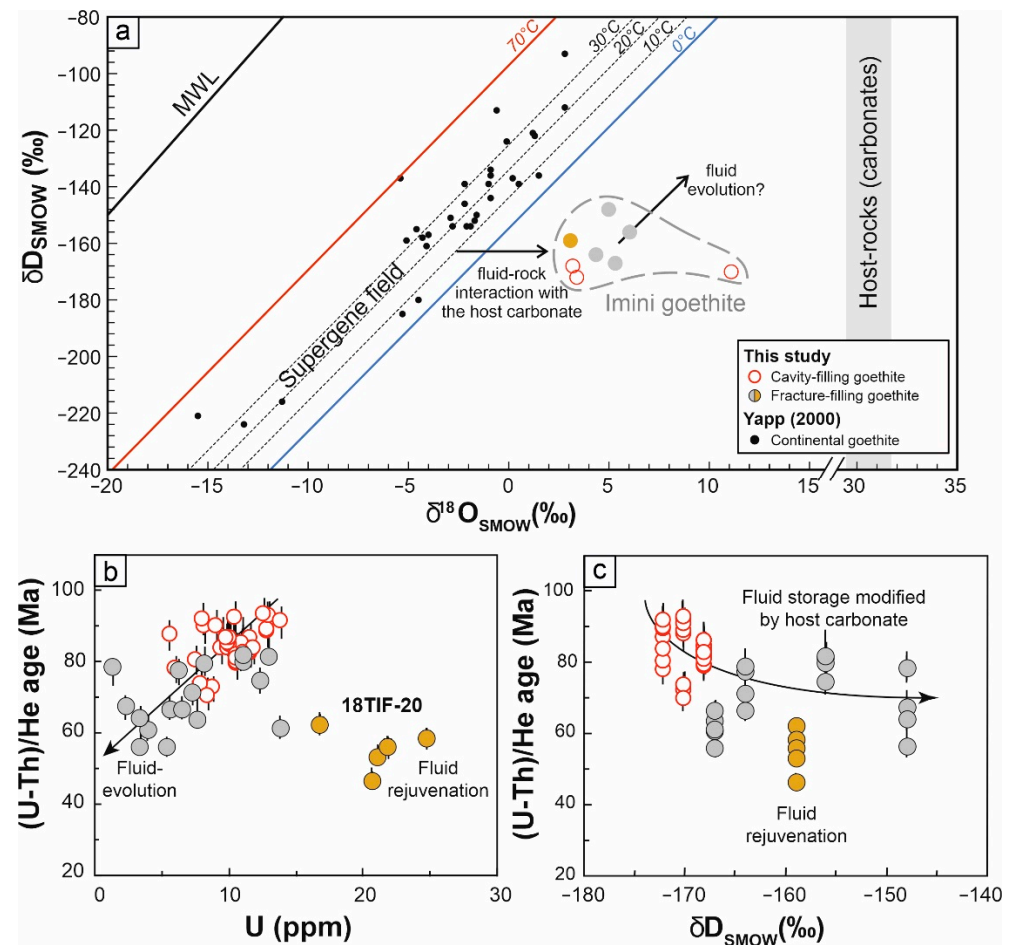 a
−80
−100
−120
−140
−160
−180
−200
−220
−240
δD_SMOW (‰)
MWL
70°C
30°C
20°C
10°C
0°C
Supergene field
fluid-rock
interaction with
the host carbonate
fluid
evolution?
Imini goethite
Host-rocks (carbonates)
This study
Cavity-filling goethite
Fracture-filling goethite
Yapp (2000)
Continental goethite
−20 −15 −10 −5 0 5 10 15 30 35
δ¹⁸O_SMOW(‰)
b
100
80
60
40
20
(U-Th)/He age (Ma)
18TIF-20
Fluid-
evolution
Fluid
rejuvenation
0 10 20 30
U (ppm)
c
100
80
60
40
20
(U-Th)/He age (Ma)
Fluid storage modified
by host carbonate
Fluid
rejuvenation
−180 −170 −160 −150 −140
δD_SMOW(‰)